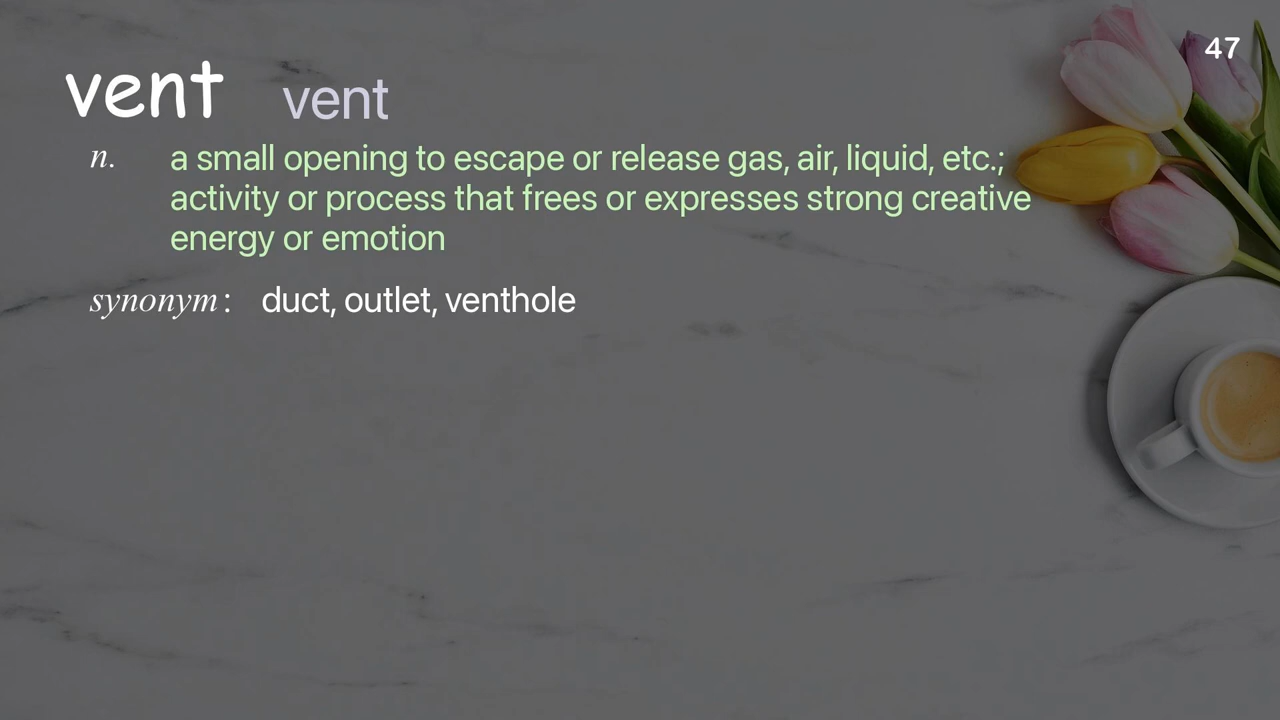 47
vent vent
n. a small opening to escape or release gas, air, liquid, etc.;
activity or process that frees or expresses strong creative
energy or emotion
synonym: duct, outlet, venthole